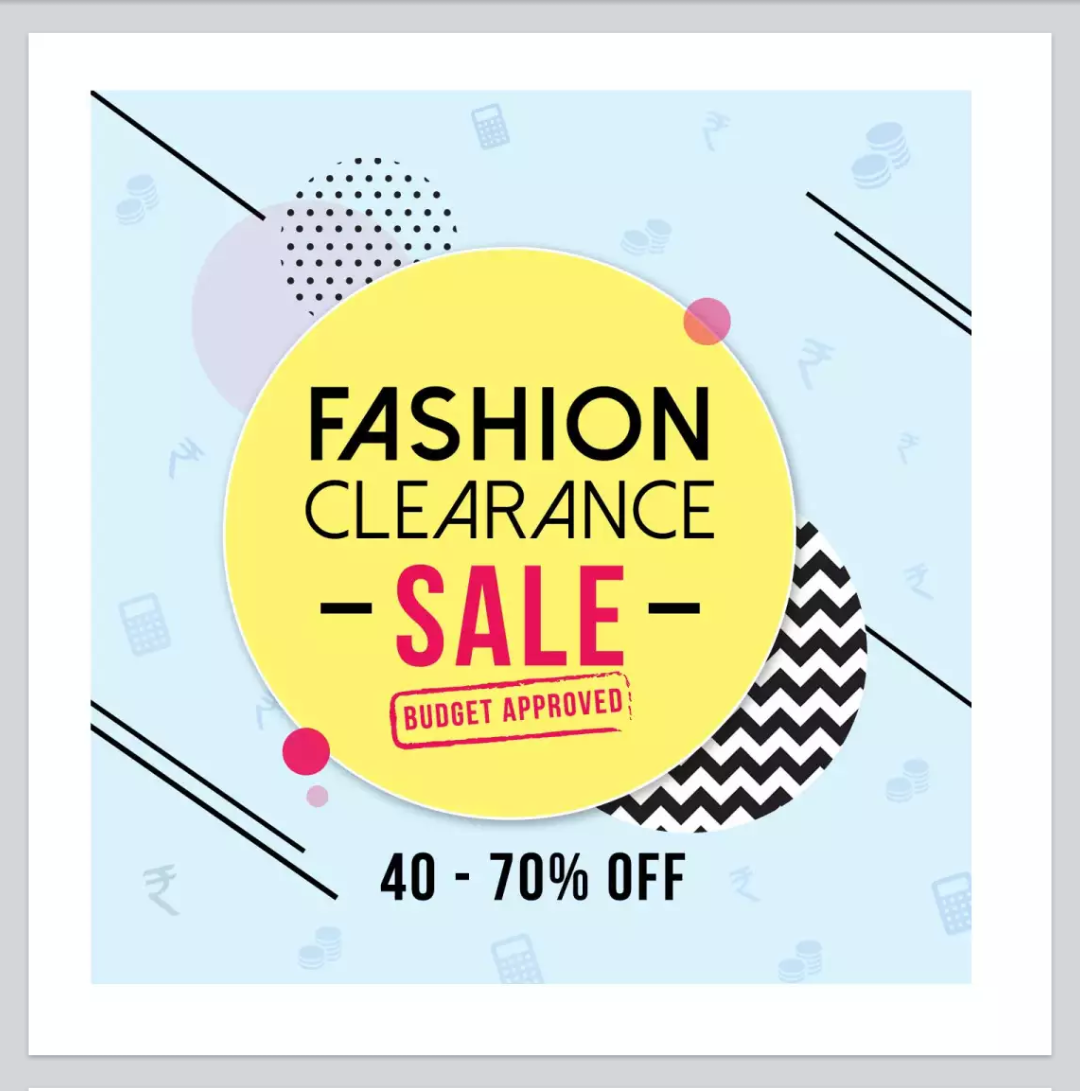 FASHION
CLEARANCE
- SALE -
BUDGET APPROVED
40 - 70% OFF